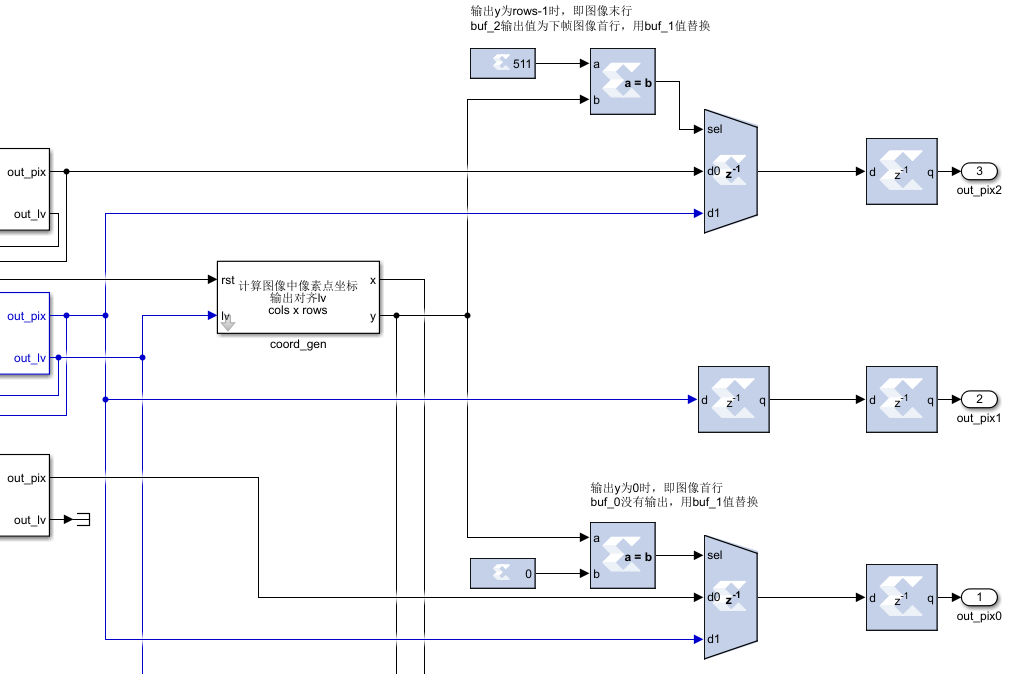 输出y为rows-1时，即图像末行
buf_2输出值为下帧图像首行，用buf_1值替换
511
a
b
a = b
sel
d0
d1
z-1
d
z-1
q
3
out_pix2
out_pix
out_lv
rst
lv
计算图像中像素点坐标
输出对齐lv
cols x rows
x
y
coord_gen
out_pix
out_lv
d
z-1
q
d
z-1
q
2
out_pix1
out_pix
out_lv
输出y为0时，即图像首行
buf_0没有输出，用buf_1值替换
0
a
b
a = b
sel
d0
d1
z-1
d
z-1
q
1
out_pix0